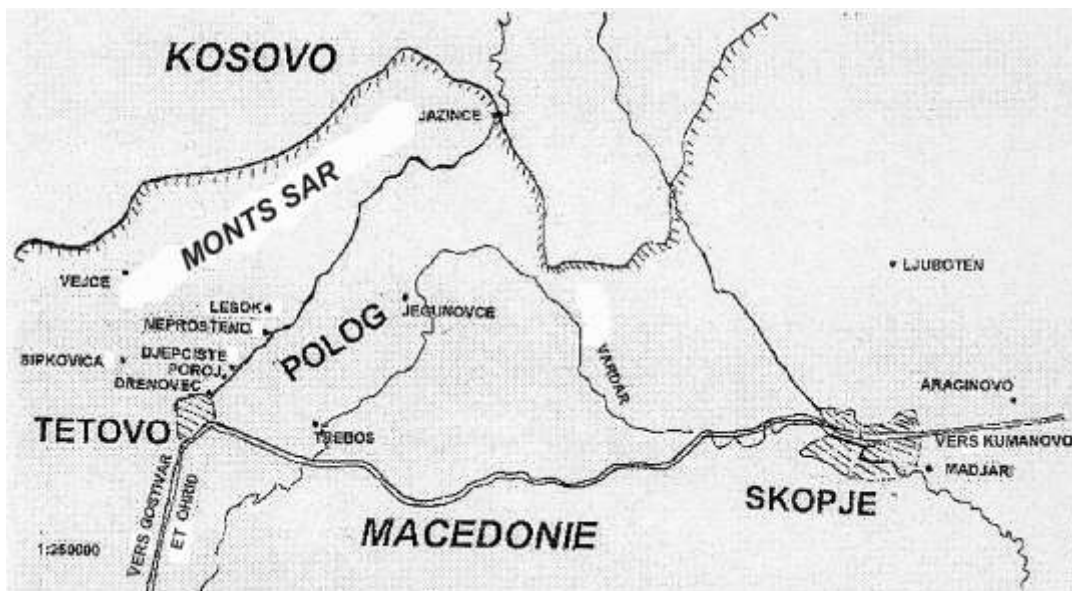 KOSOVO
JAZINCE
MONTS SAR
VEJCE
LJUBOTEN
LESOK
NEPROSTENO
JEGUNOVCE
POLOG
SIPKOVICA
DJEPCISTE
POROJ
DRENOVEC
VARDAR
ARACINOVO
TETOVO
TSEBOS
VERS KUMANOVO
MADJARI
SKOPJE
VERS GOSTIVAR
ET OHRID
MACEDONIE
1:250000